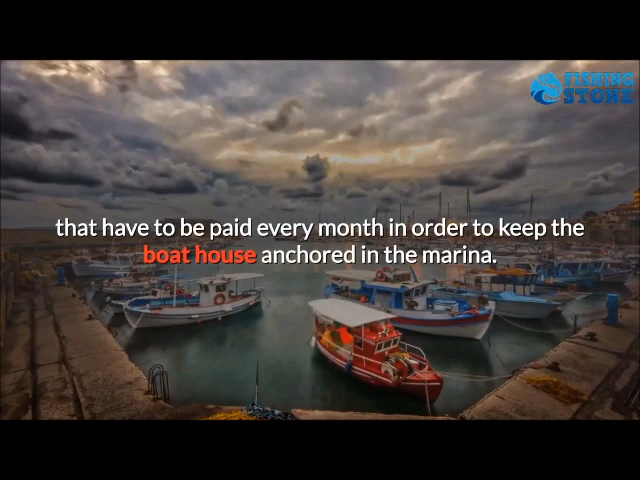 FISHING
STONE
that have to be paid every month in order to keep the
boat house anchored in the marina.